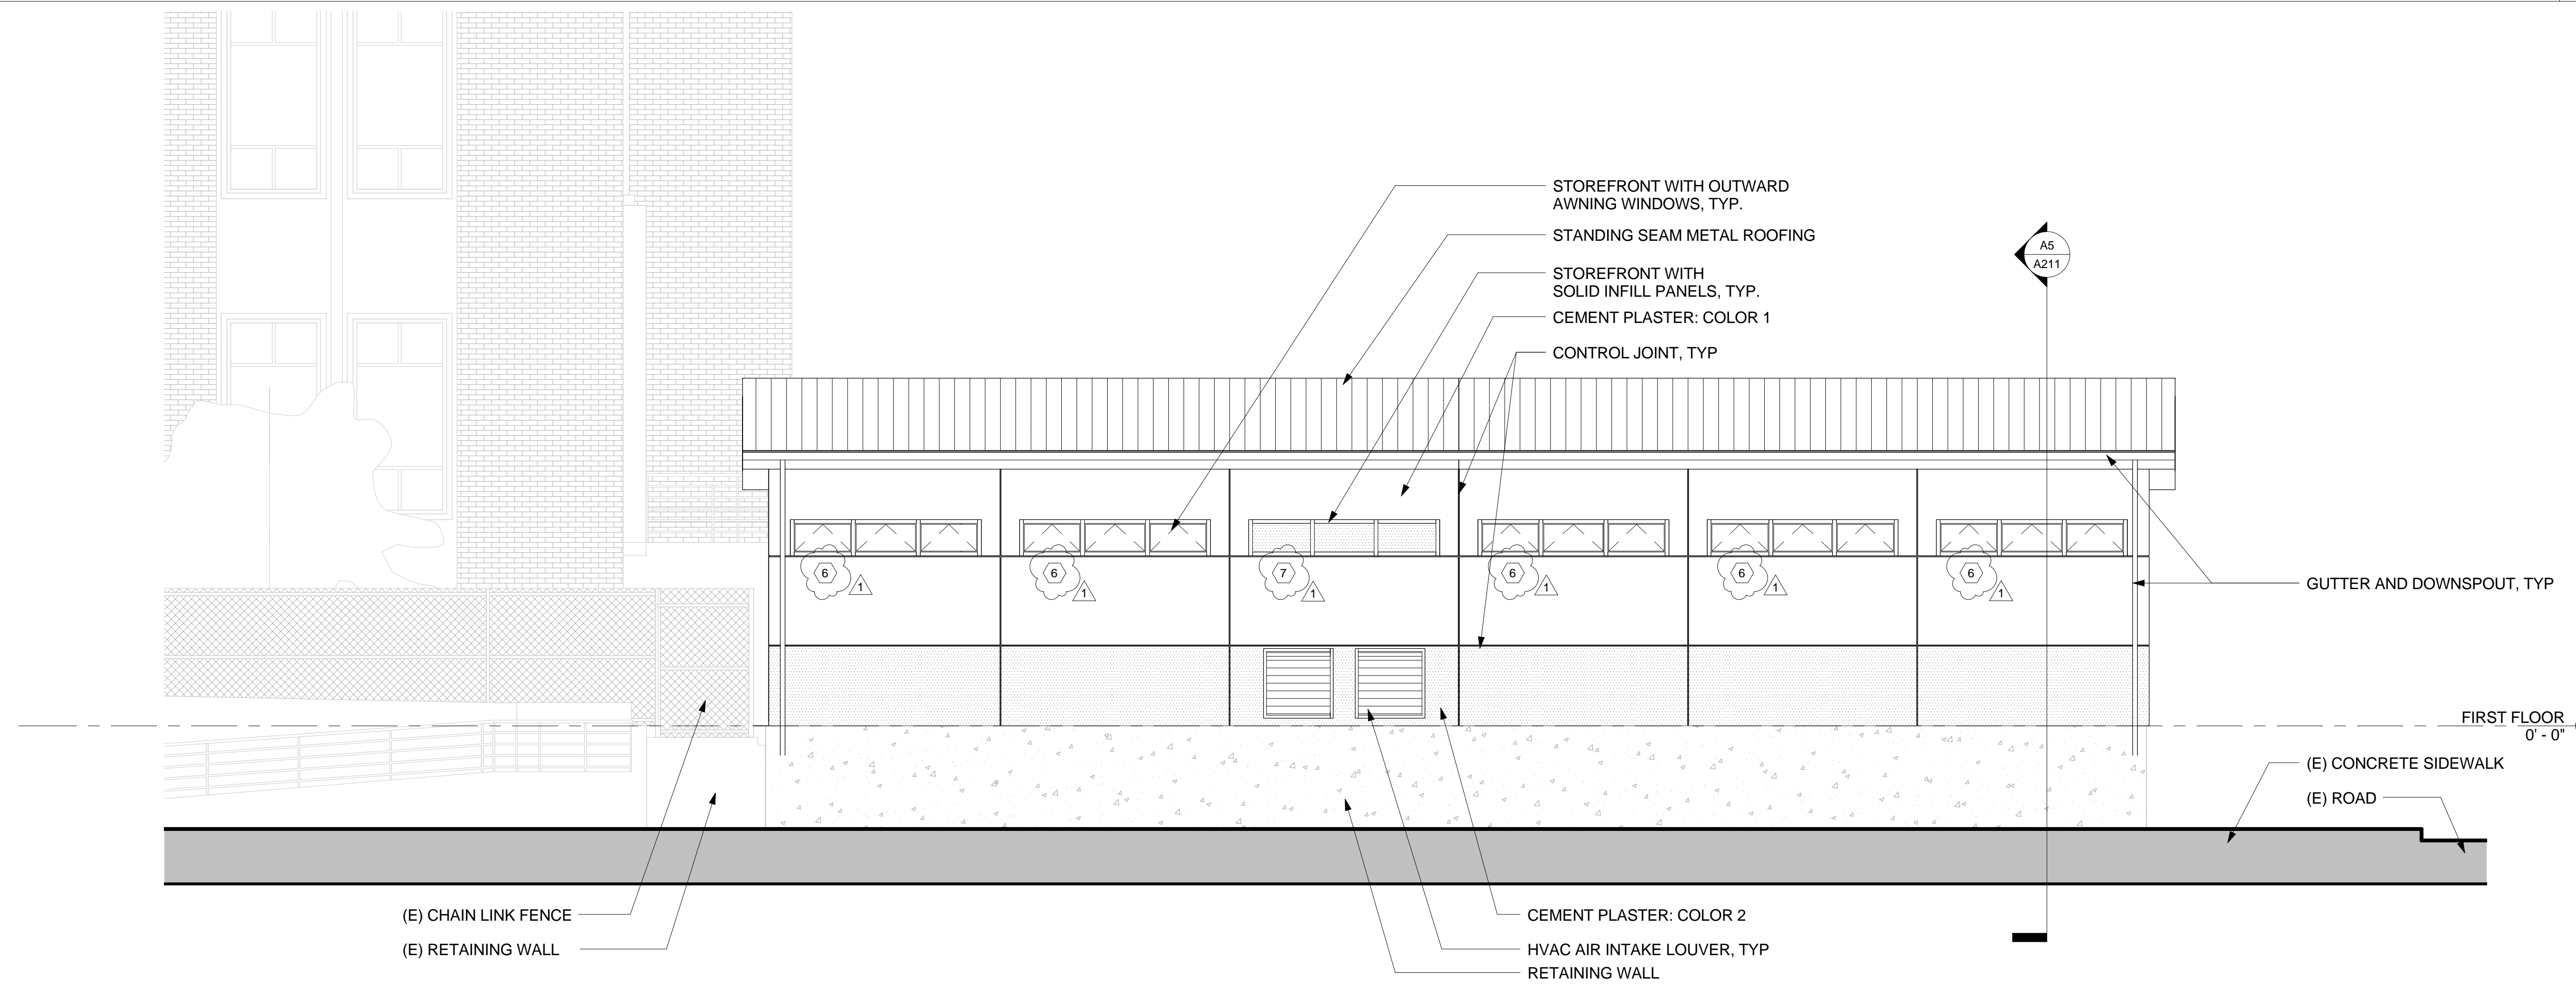 STOREFRONT WITH OUTWARD
AWNING WINDOWS, TYP.
STANDING SEAM METAL ROOFING
STOREFRONT WITH
SOLID INFILL PANELS, TYP.
CEMENT PLASTER: COLOR 1
CONTROL JOINT, TYP
A5
A211
6
1
6
1
7
1
6
1
6
1
6
1
GUTTER AND DOWNSPOUT, TYP
FIRST FLOOR
0' - 0"
(E) CONCRETE SIDEWALK
(E) ROAD
(E) CHAIN LINK FENCE
(E) RETAINING WALL
CEMENT PLASTER: COLOR 2
HVAC AIR INTAKE LOUVER, TYP
RETAINING WALL